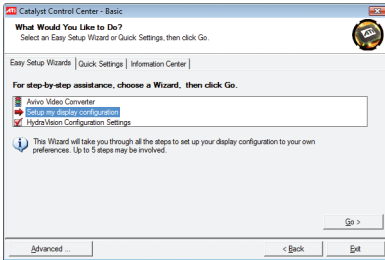 ATI Catalyst Control Center - Basic
What Would You Like to Do?
Select an Easy Setup Wizard or Quick Settings, then click Go.
ATI
Easy Setup Wizards Quick Settings Information Center
For step-by-step assistance, choose a Wizard, then click Go.
Avivo Video Converter
Setup my display configuration
HydraVision Configuration Settings
This Wizard will take you through all the steps to set up your display configuration to your own
preferences. Up to 5 steps may be involved.
Go >
Advanced ... < Back Exit